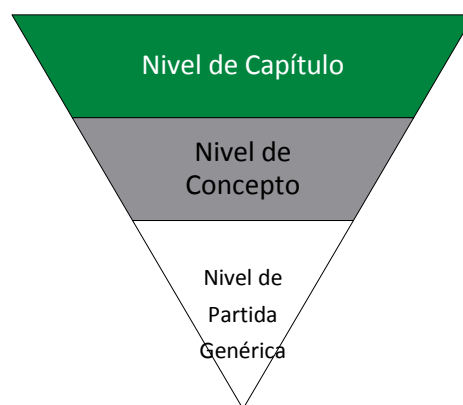 Nivel de Capítulo
Nivel de
Concepto
Nivel de
Partida
Genérica